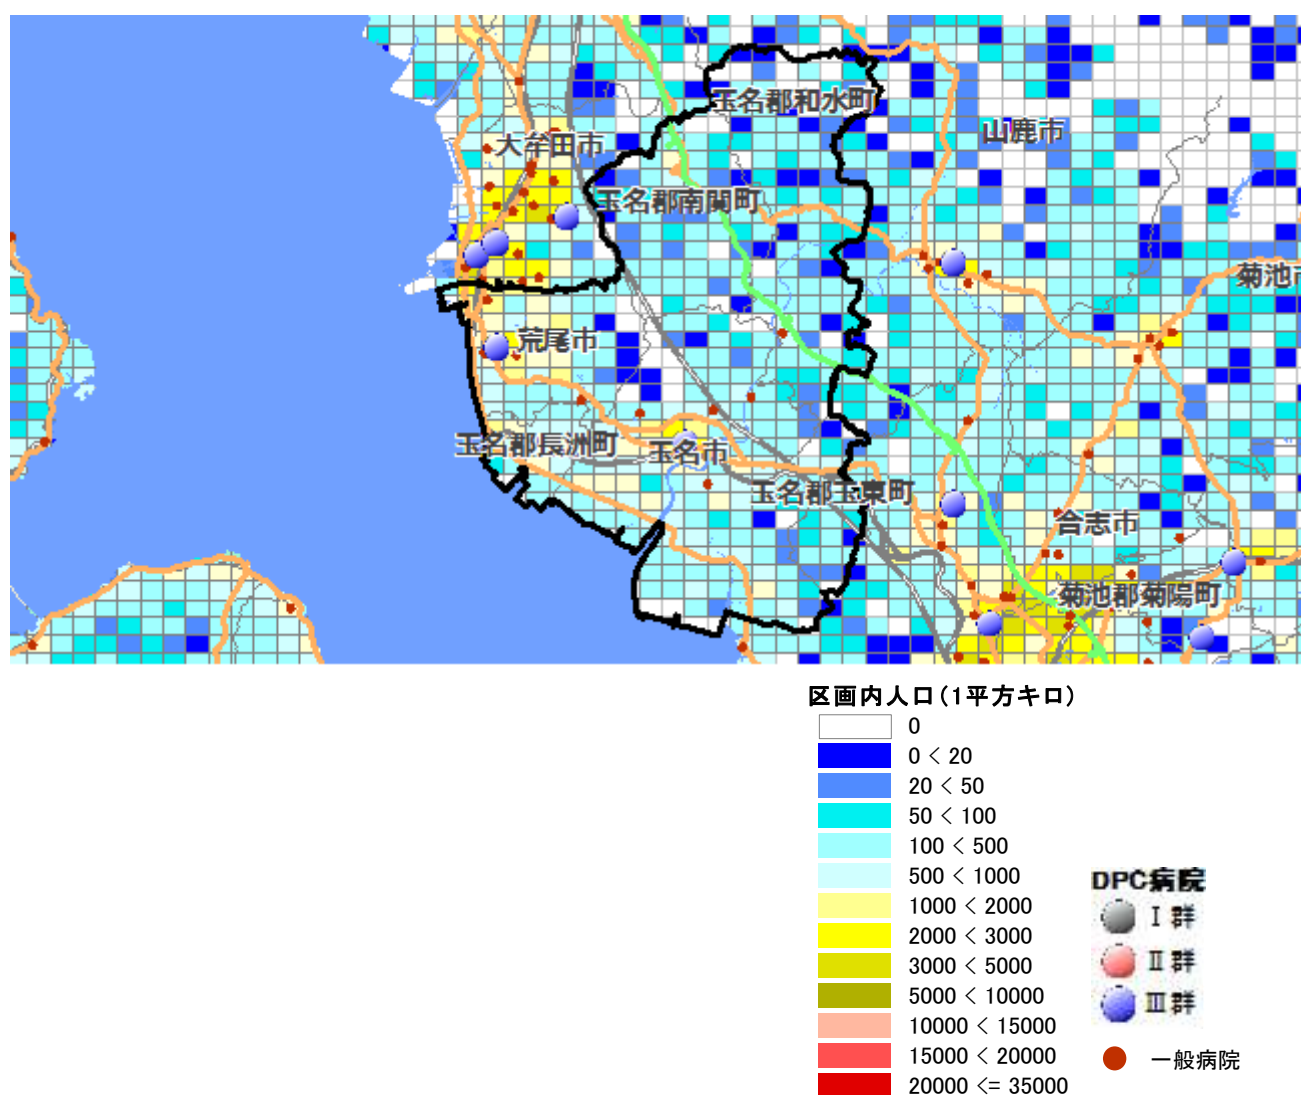 玉名郡和水町
山鹿市
大牟田市
玉名郡南関町
菊池市
荒尾市
玉名郡長洲町
玉名市
玉名郡玉東町
合志市
菊池郡菊陽町
区画内人口(1平方キロ)
0
0 < 20
20 < 50
50 < 100
100 < 500
500 < 1000
1000 < 2000
2000 < 3000
3000 < 5000
5000 < 10000
10000 < 15000
15000 < 20000
20000 <= 35000
DPC病院
Ⅰ群
Ⅱ群
Ⅲ群
一般病院